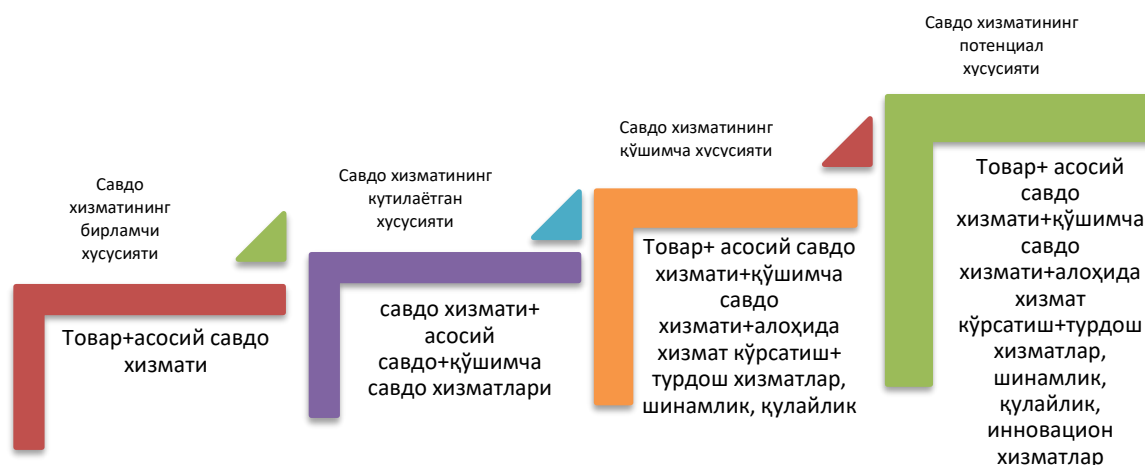 Савдо
хизматининг
бирламчи
хусусияти
Товар+асосий савдо
хизмати
Савдо хизматининг
кутилаётган
хусусияти
савдо хизмати+
асосий
савдо+қўшимча
савдо хизматлари
Савдо хизматининг
қўшимча хусусияти
Товар+ асосий савдо
хизмати+қўшимча
савдо
хизмати+алоҳида
хизмат кўрсатиш+
турдош хизматлар,
шинамлик, қулайлик
Савдо хизматининг
потенциал
хусусияти
Товар+ асосий
савдо
хизмати+қўшимча
савдо
хизмати+алоҳида
хизмат
кўрсатиш+турдош
хизматлар,
шинамлик,
қулайлик,
инновацион
хизматлар